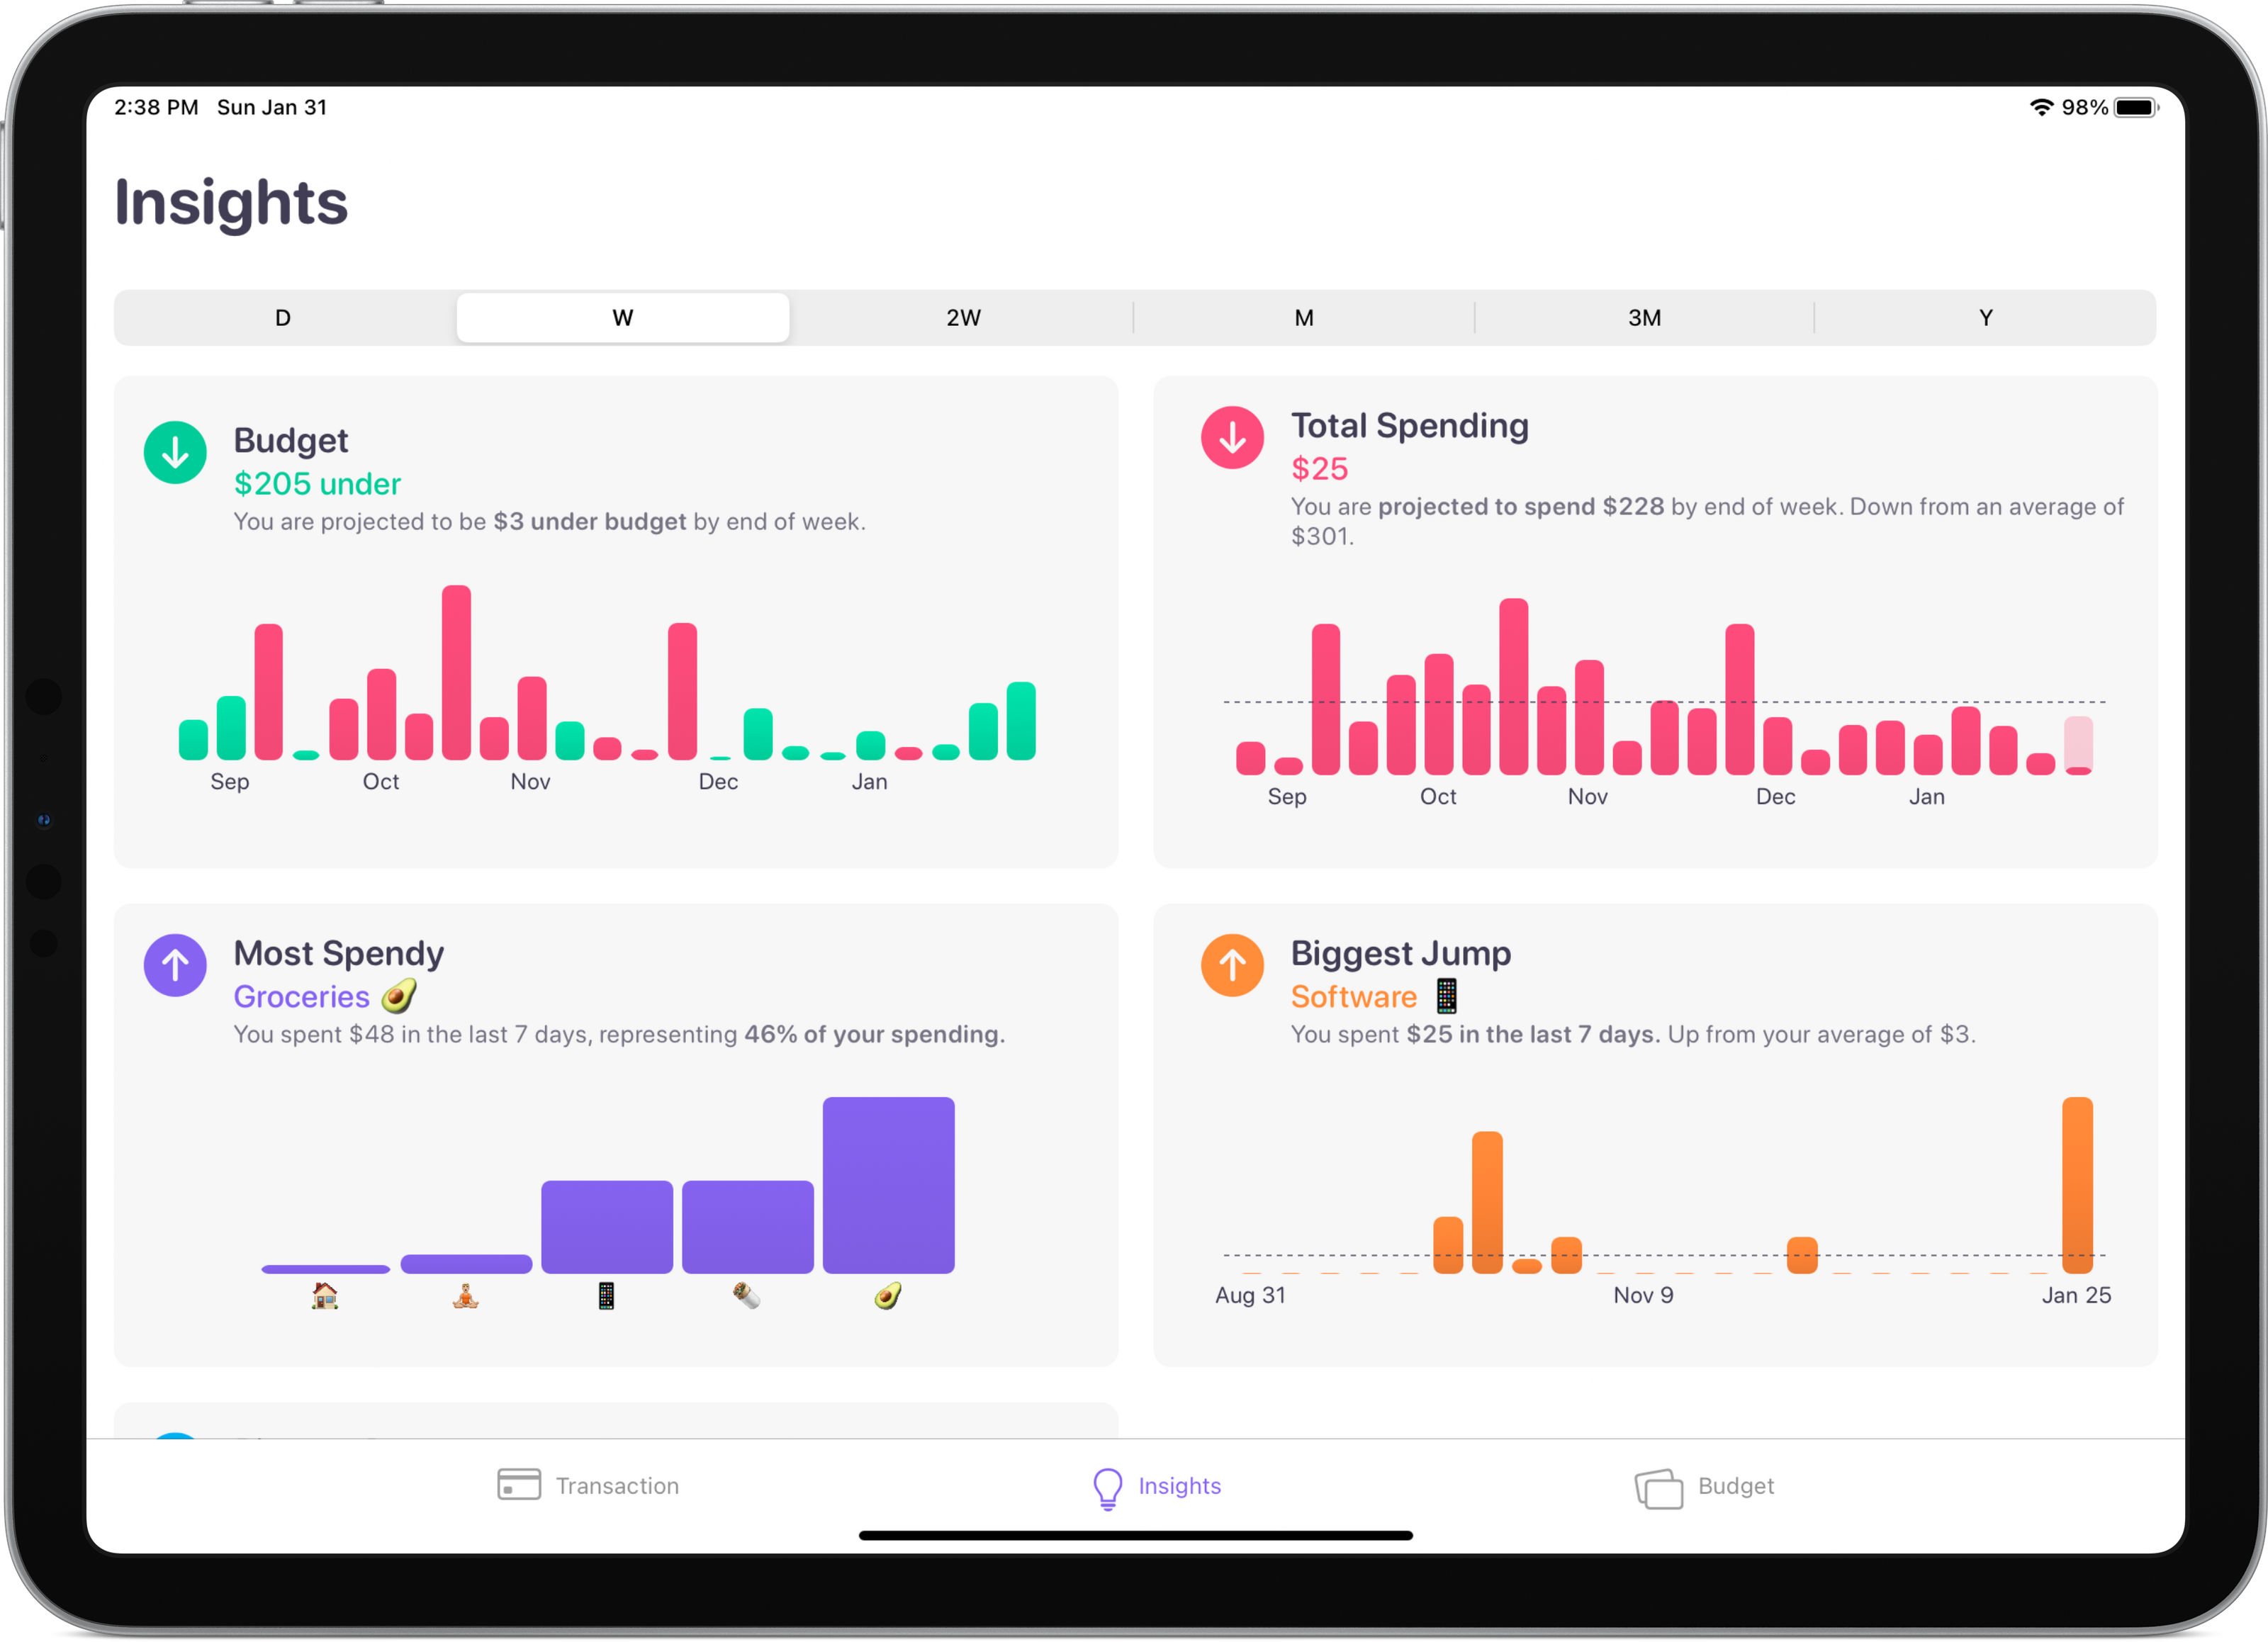 2:38 PM Sun Jan 31
98%
Insights
D W 2W M 3M Y
Budget
$205 under
You are projected to be $3 under budget by end of week.
Sep Oct Nov Dec Jan
Total Spending
$25
You are projected to spend $228 by end of week. Down from an average of
$301.
Sep Oct Nov Dec Jan
Most Spendy
Groceries 🥑
You spent $48 in the last 7 days, representing 46% of your spending.
Biggest Jump
Software 📱
You spent $25 in the last 7 days. Up from your average of $3.
Aug 31 Nov 9 Jan 25
Transaction Insights Budget